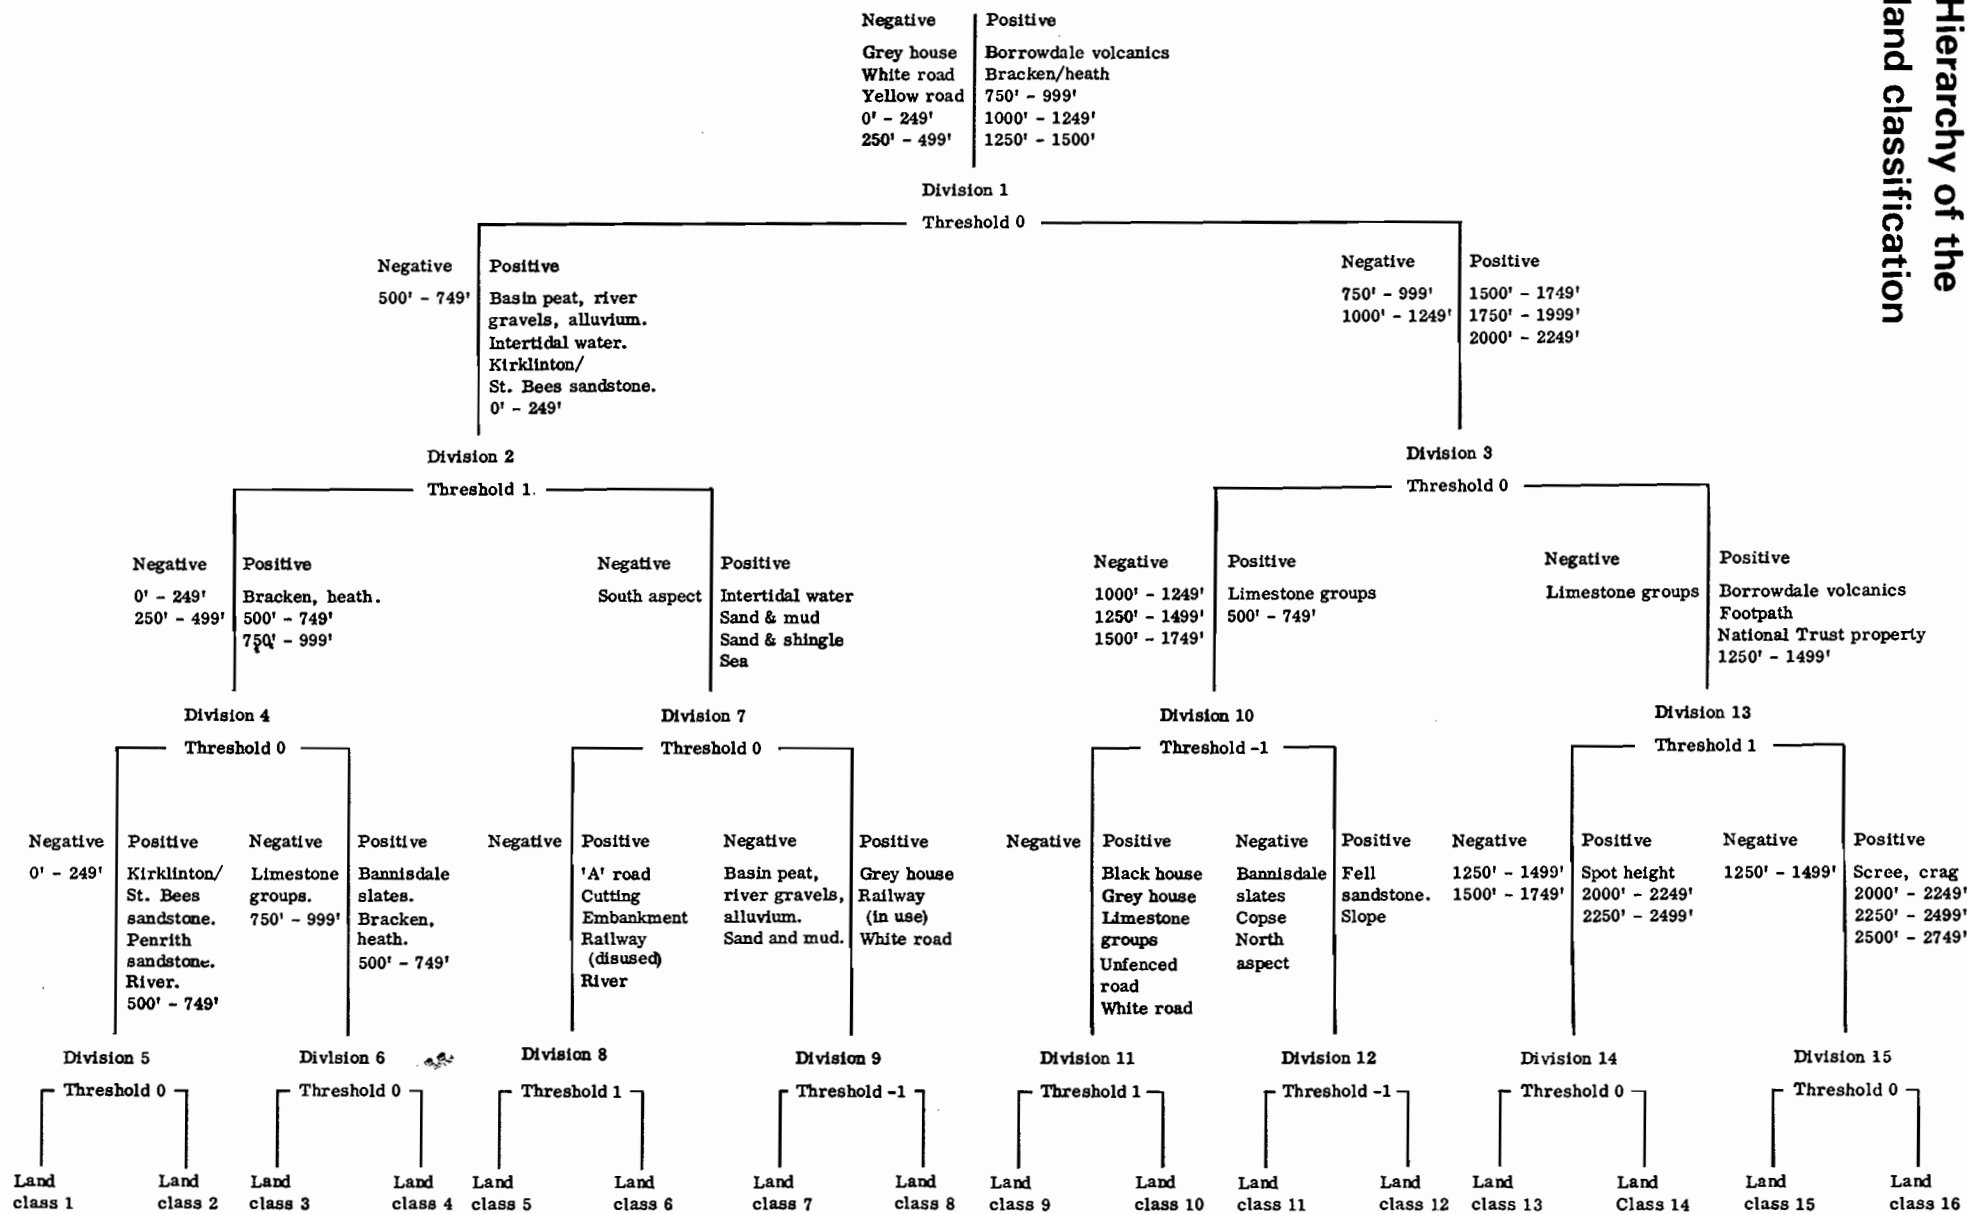 Hierarchy of the
land classification
Negative Positive
Grey house Borrowdale volcanics
White road Bracken/heath
Yellow road 750' - 999'
0' - 249' 1000' - 1249'
250' - 499' 1250' - 1500'
Division 1
Threshold 0
Negative Positive
500' - 749' Basin peat, river
gravels, alluvium.
Intertidal water.
Kirklinton/
St. Bees sandstone.
0' - 249'
Negative Positive
750' - 999' 1500' - 1749'
1000' - 1249' 1750' - 1999'
2000' - 2249'
Division 2
Threshold 1.
Division 3
Threshold 0
Negative Positive
0' - 249' Bracken, heath.
250' - 499' 500' - 749'
750' - 999'
Negative Positive
South aspect Intertidal water
Sand & mud
Sand & shingle
Sea
Negative Positive
1000' - 1249' Limestone groups
1250' - 1499' 500' - 749'
1500' - 1749'
Negative Positive
Limestone groups Borrowdale volcanics
Footpath
National Trust property
1250' - 1499'
Division 4
Threshold 0
Division 7
Threshold 0
Division 10
Threshold -1
Division 13
Threshold 1
Negative Positive
0' - 249' Kirklinton/
St. Bees
sandstone.
Penrith
sandstone.
River.
500' - 749'
Negative Positive
Limestone Bannisdale
groups. slates.
750' - 999' Bracken,
heath.
500' - 749'
Negative Positive
'A' road
Cutting
Embankment
Railway
(disused)
River
Negative Positive
Basin peat, Grey house
river gravels, Railway
alluvium. (in use)
Sand and mud. White road
Negative Positive
Black house
Grey house
Limestone
groups
Unfenced
road
White road
Negative Positive
Bannisdale Fell
slates sandstone.
Copse Slope
North
aspect
Negative Positive
1250' - 1499' Spot height
1500' - 1749' 2000' - 2249'
2250' - 2499'
Negative Positive
1250' - 1499' Scree, crag
2000' - 2249'
2250' - 2499'
2500' - 2749'
Division 5
Threshold 0
Division 6
Threshold 0
Division 8
Threshold 1
Division 9
Threshold -1
Division 11
Threshold 1
Division 12
Threshold -1
Division 14
Threshold 0
Division 15
Threshold 0
Land
class 1
Land
class 2
Land
class 3
Land
class 4
Land
class 5
Land
class 6
Land
class 7
Land
class 8
Land
class 9
Land
class 10
Land
class 11
Land
class 12
Land
class 13
Land
Class 14
Land
class 15
Land
class 16